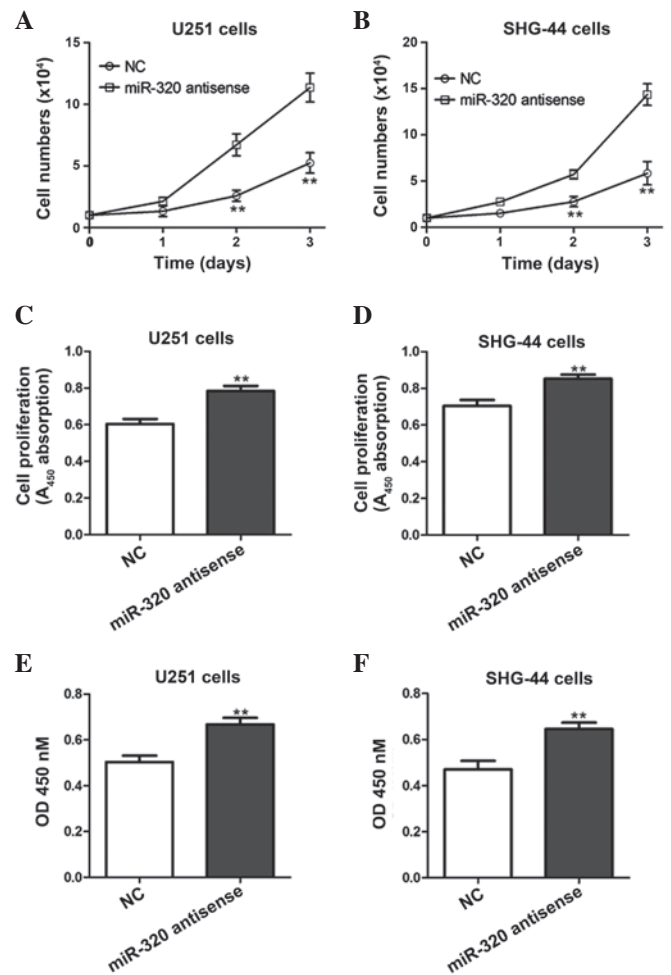 A
U251 cells
Cell numbers (x10⁴)
15
10
5
0
NC
miR-320 antisense
**
**
0 1 2 3
Time (days)
B
SHG-44 cells
Cell numbers (x10⁴)
20
15
10
5
0
NC
miR-320 antisense
**
**
0 1 2 3
Time (days)
C
U251 cells
Cell proliferation
(A₄₅₀ absorption)
1.0
0.8
0.6
0.4
0.2
0.0
**
NC
miR-320 antisense
D
SHG-44 cells
Cell proliferation
(A₄₅₀ absorption)
1.0
0.8
0.6
0.4
0.2
0.0
**
NC
miR-320 antisense
E
U251 cells
OD 450 nM
0.8
0.6
0.4
0.2
0.0
**
NC
miR-320 antisense
F
SHG-44 cells
OD 450 nM
0.8
0.6
0.4
0.2
0.0
**
NC
miR-320 antisense